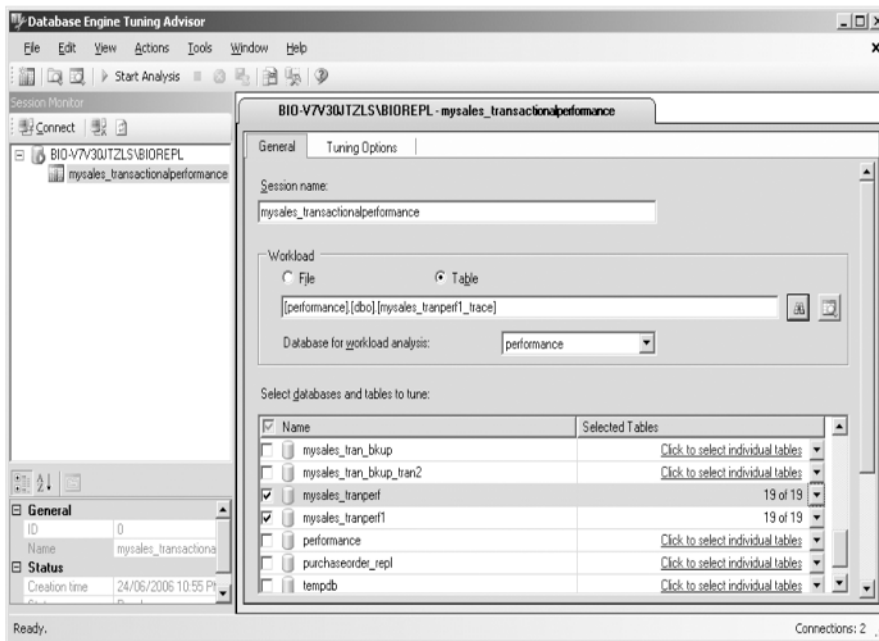 Database Engine Tuning Advisor
File Edit View Actions Tools Window Help
Start Analysis
Session Monitor
Connect
BIO-V7V30JTZLS\BIOREPL
mysales_transactionalperformance
General
ID 0
Name mysales_transactiona
Status
Creation time 24/06/2006 10:55 PM
BIO-V7V30JTZLS\BIOREPL - mysales_transactionalperformance
General Tuning Options
Session name:
mysales_transactionalperformance
Workload
File Table
[performance].[dbo].[mysales_tranperf1_trace]
Database for workload analysis: performance
Select databases and tables to tune:
Name Selected Tables
mysales_tran_bkup Click to select individual tables
mysales_tran_bkup_tran2 Click to select individual tables
mysales_tranperf 19 of 19
mysales_tranperf1 19 of 19
performance Click to select individual tables
purchaseorder_repl Click to select individual tables
tempdb Click to select individual tables
Ready. Connections: 2